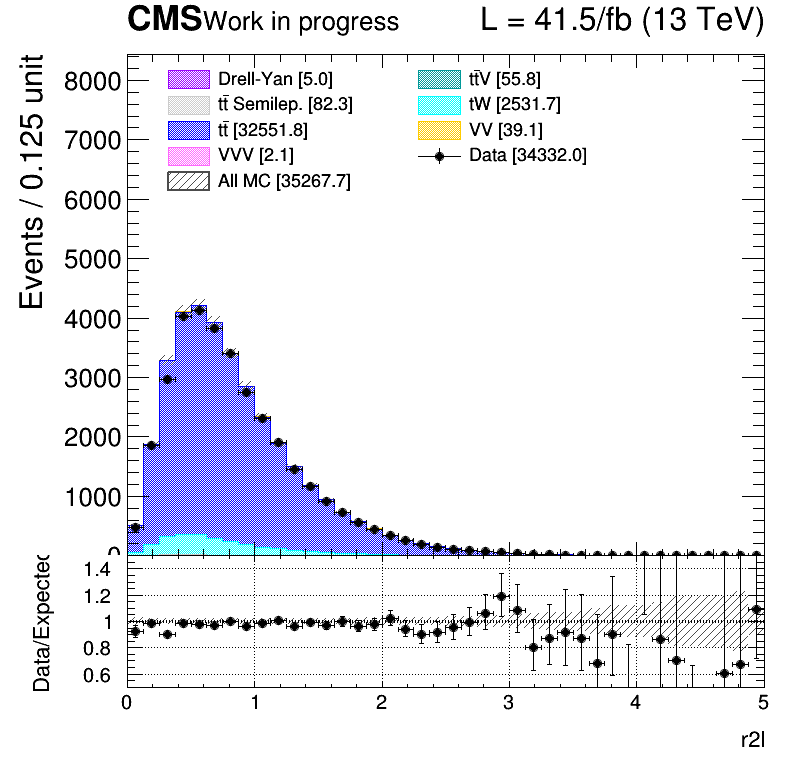 CMS Work in progress L = 41.5/fb (13 TeV)
Events / 0.125 unit
8000
7000
6000
5000
4000
3000
2000
1000
0
Drell-Yan [5.0]
tt̄ Semilep. [82.3]
tt̄ [32551.8]
VVV [2.1]
All MC [35267.7]
tt̄V [55.8]
tW [2531.7]
VV [39.1]
Data [34332.0]
Data/Expected
1.4
1.2
1
0.8
0.6
0 1 2 3 4 5
r2l